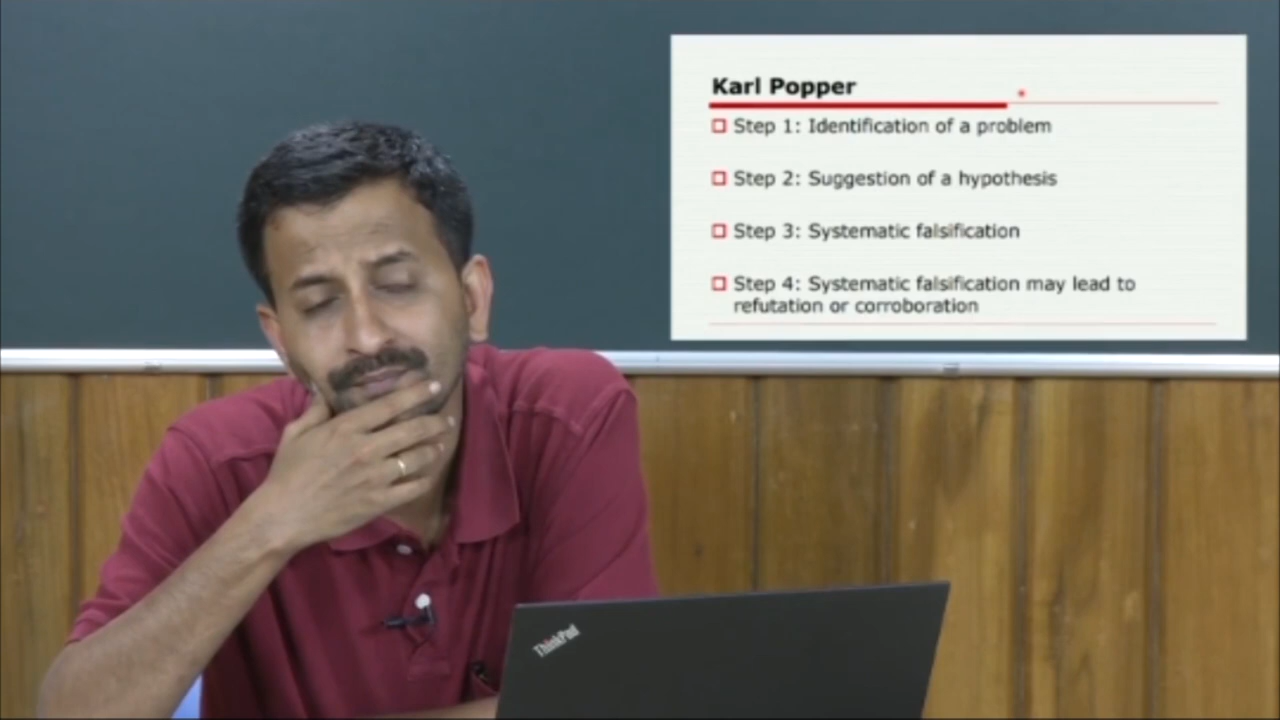 Karl Popper
Step 1: Identification of a problem
Step 2: Suggestion of a hypothesis
Step 3: Systematic falsification
Step 4: Systematic falsification may lead to
refutation or corroboration
ThinkPad